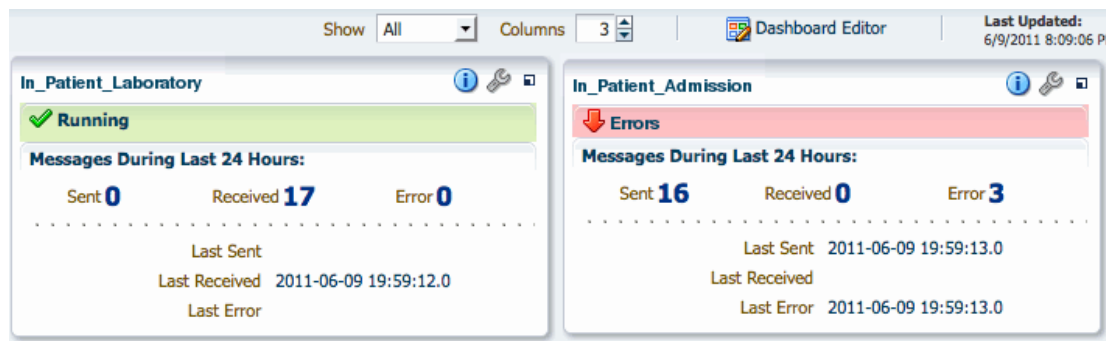 Show All Columns 3 Dashboard Editor Last Updated:
6/9/2011 8:09:06 P
In_Patient_Laboratory
Running
Messages During Last 24 Hours:
Sent 0 Received 17 Error 0
Last Sent
Last Received 2011-06-09 19:59:12.0
Last Error
In_Patient_Admission
Errors
Messages During Last 24 Hours:
Sent 16 Received 0 Error 3
Last Sent 2011-06-09 19:59:13.0
Last Received
Last Error 2011-06-09 19:59:13.0